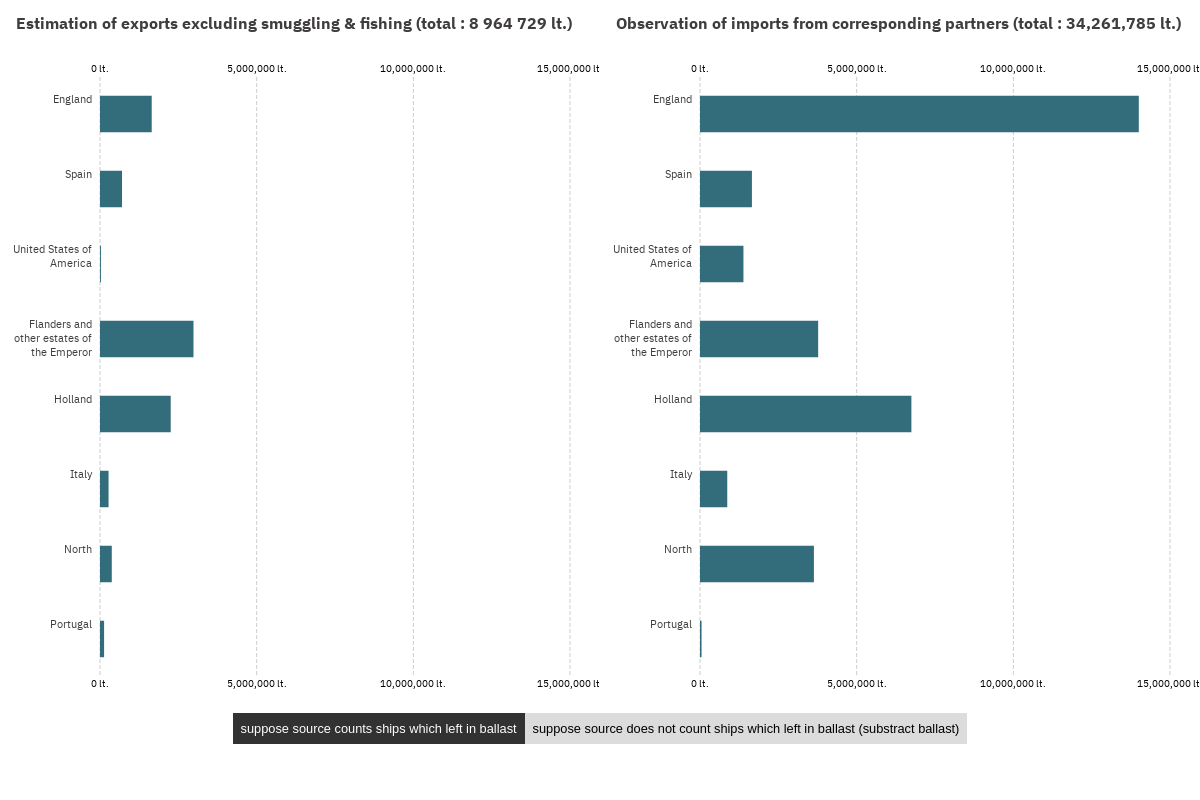 Estimation of exports excluding smuggling & fishing (total : 8 964 729 lt.)
0 lt.
5,000,000 lt.
10,000,000 lt.
15,000,000 lt
England
Spain
United States of
America
Flanders and
other estates of
the Emperor
Holland
Italy
North
Portugal
0 lt.
5,000,000 lt.
10,000,000 lt.
15,000,000 lt
Observation of imports from corresponding partners (total : 34,261,785 lt.)
0 lt.
5,000,000 lt.
10,000,000 lt.
15,000,000 lt
England
Spain
United States of
America
Flanders and
other estates of
the Emperor
Holland
Italy
North
Portugal
0 lt.
5,000,000 lt.
10,000,000 lt.
15,000,000 lt
suppose source counts ships which left in ballast
suppose source does not count ships which left in ballast (substract ballast)